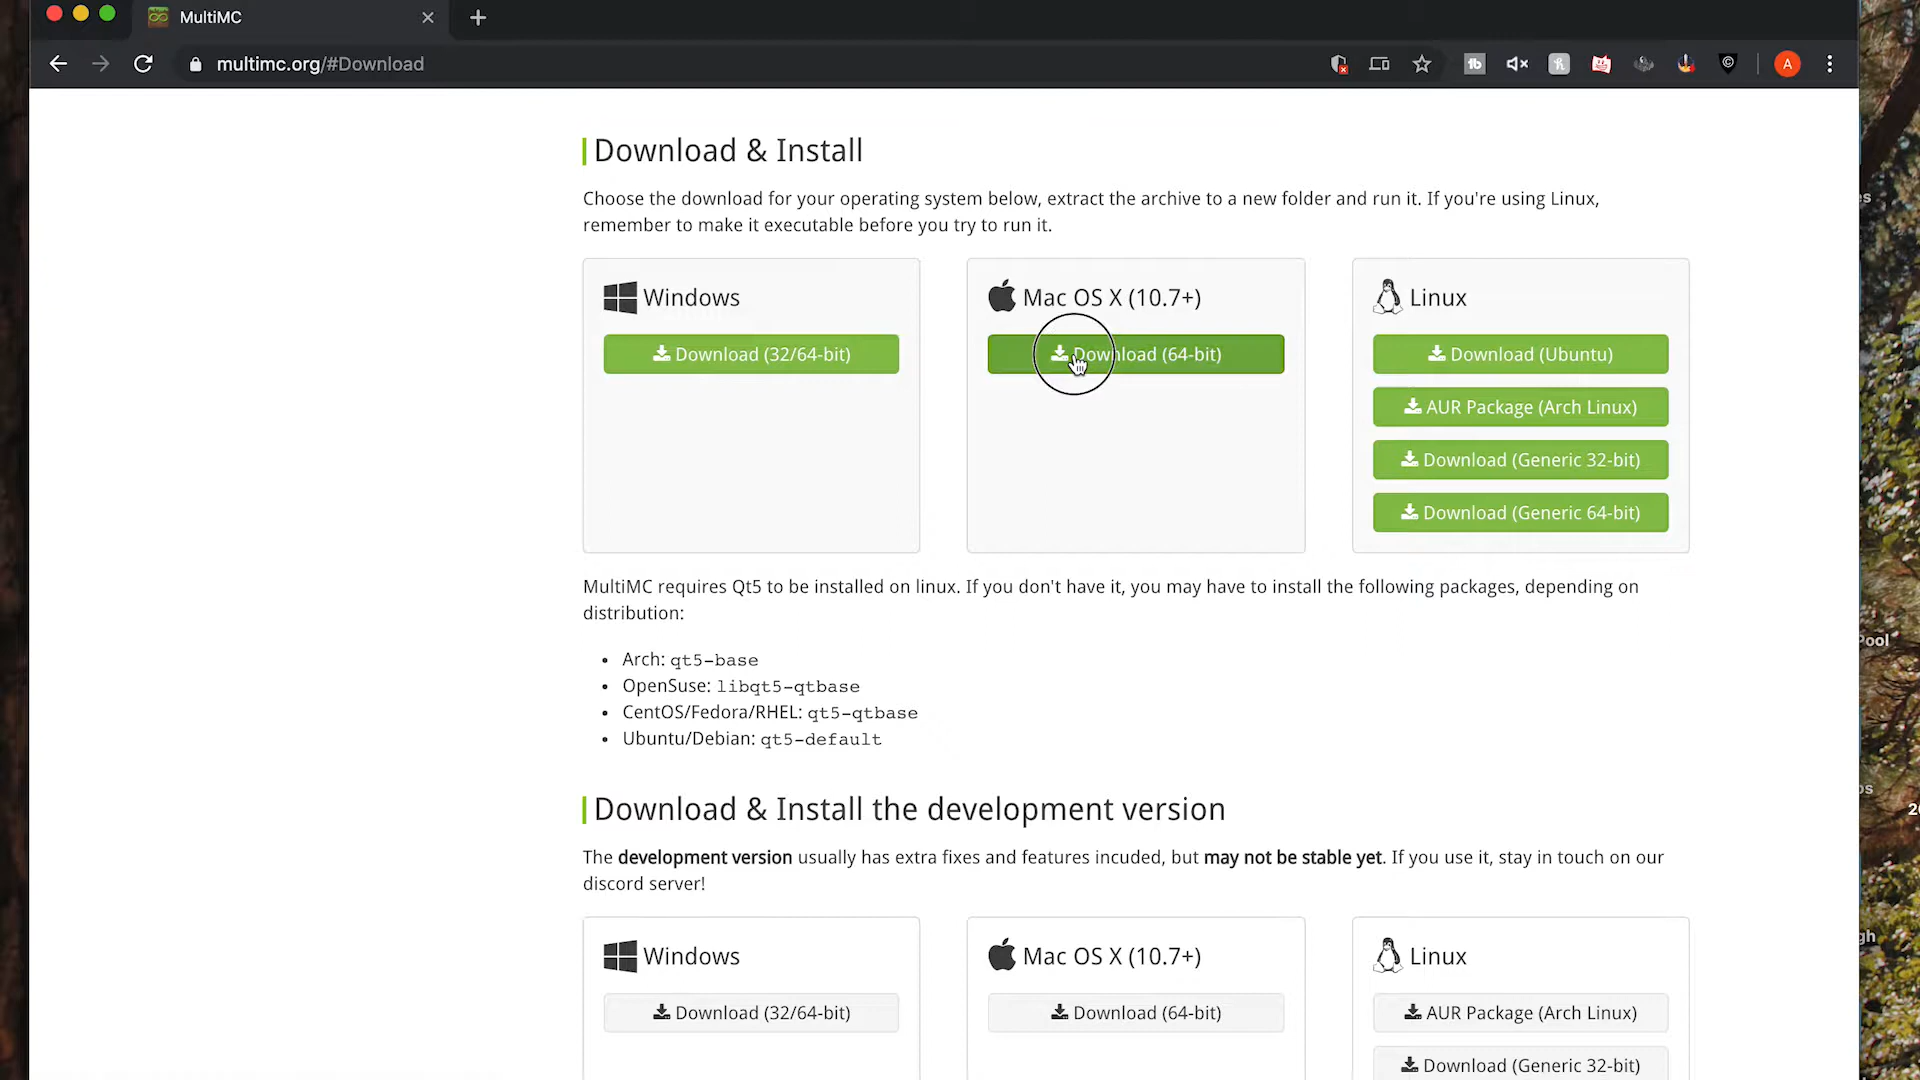 MultiMC
multimc.org/#Download
A
Download & Install
Choose the download for your operating system below, extract the archive to a new folder and run it. If you're using Linux,
remember to make it executable before you try to run it.
Windows
Download (32/64-bit)
Mac OS X (10.7+)
Download (64-bit)
Linux
Download (Ubuntu)
AUR Package (Arch Linux)
Download (Generic 32-bit)
Download (Generic 64-bit)
MultiMC requires Qt5 to be installed on linux. If you don't have it, you may have to install the following packages, depending on
distribution:
• Arch: qt5-base
• OpenSuse: libqt5-qtbase
• CentOS/Fedora/RHEL: qt5-qtbase
• Ubuntu/Debian: qt5-default
Download & Install the development version
The development version usually has extra fixes and features incuded, but may not be stable yet. If you use it, stay in touch on our
discord server!
Windows
Download (32/64-bit)
Mac OS X (10.7+)
Download (64-bit)
Linux
AUR Package (Arch Linux)
Download (Generic 32-bit)